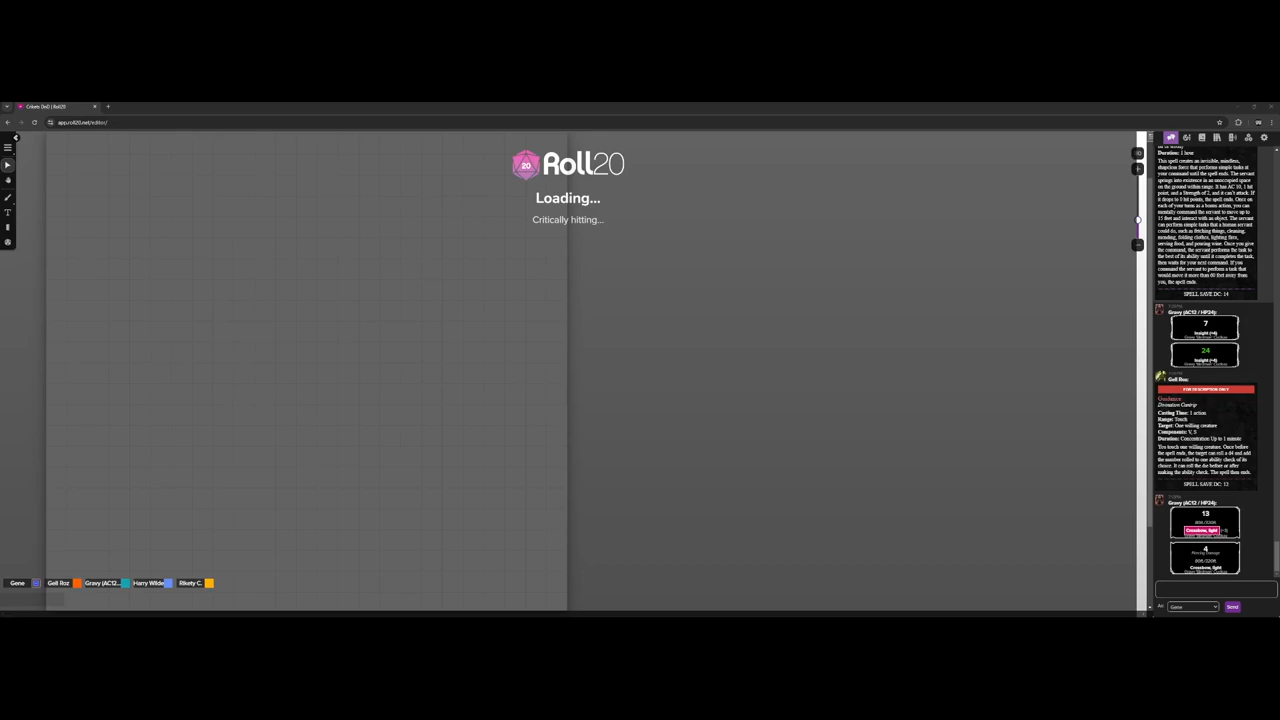 Crikets DnD | Roll20
app.roll20.net/editor/
20
Roll20
Loading...
Critically hitting...
Duration: 1 hour
This spell creates an invisible, mindless,
shapeless force that performs simple tasks at
your command until the spell ends. The servant
springs into existence in an unoccupied space
on the ground within range. It has AC 10, 1 hit
point, and a Strength of 2, and it can't attack. If
it drops to 0 hit points, the spell ends. Once on
each of your turns as a bonus action, you can
mentally command the servant to move up to
15 feet and interact with an object. The servant
can perform simple tasks that a human servant
could do, such as fetching things, cleaning,
mending, folding clothes, lighting fires,
serving food, and pouring wine. Once you give
the command, the servant performs the task to
the best of its ability until it completes the task,
then waits for your next command. If you
command the servant to perform a task that
would move it more than 60 feet away from
you, the spell ends.
SPELL SAVE DC: 14
Gravy (AC12 / HP24):
7
Insight (+4)
24
Insight (+4)
Gell Roz:
FOR DESCRIPTION ONLY
Guidance
Divination Cantrip
Casting Time: 1 action
Range: Touch
Target: One willing creature
Components: V, S
Duration: Concentration Up to 1 minute
You touch one willing creature. Once before
the spell ends, the target can roll a d4 and add
the number rolled to one ability check of its
choice. It can roll the die before or after
making the ability check. The spell then ends.
SPELL SAVE DC: 13
Gravy (AC12 / HP24):
13
Crossbow, light
4
Piercing Damage
Crossbow, light
Gone
Gell Roz
Gravy (AC12...
Harry Wilde
Rikety C.
As:
Gone
Send